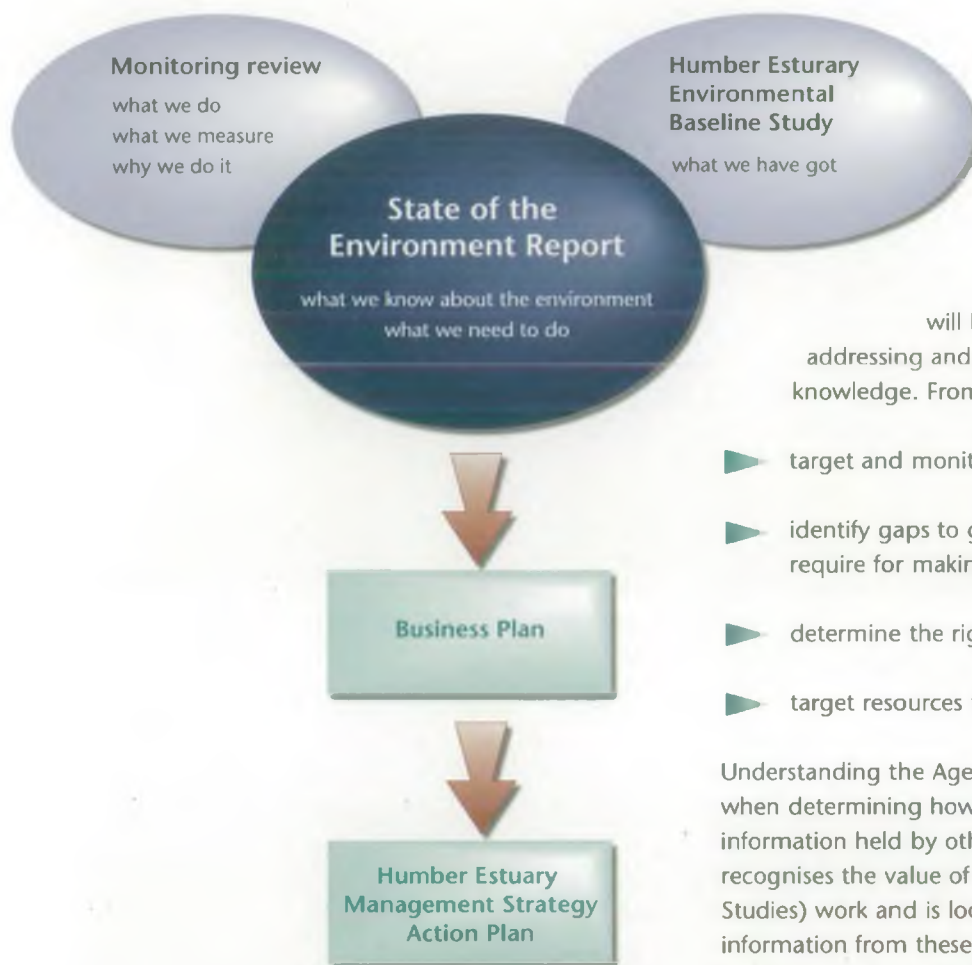 Monitoring review
what we do
what we measure
why we do it
Humber Esturary
Environmental
Baseline Study
what we have got
State of the
Environment Report
what we know about the environment
what we need to do
Business Plan
Humber Estuary
Management Strategy
Action Plan
will
addressing and
knowledge. From
target and monit
identify gaps to
require for makin
determine the rig
target resources
Understanding the Age
when determining how
information held by oth
recognises the value of
Studies) work and is loc
information from these